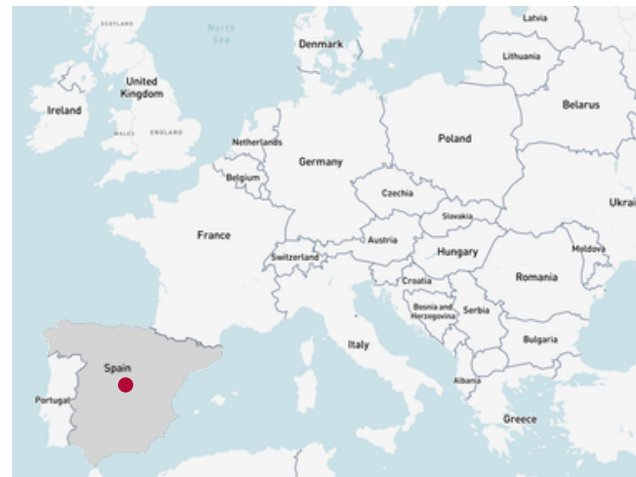 SCOTLAND
North
Sea
Latvia
Denmark
Lithuania
United
Kingdom
Ireland
Belarus
WALES
ENGLAND
Netherlands
Poland
Germany
Belgium
Czechia
Ukrai
Slovakia
France
Austria
Switzerland
Hungary
Moldova
Romania
Croatia
Bosnia and
Herzegovina
Serbia
Bulgaria
Italy
Spain
Albania
Portugal
Greece